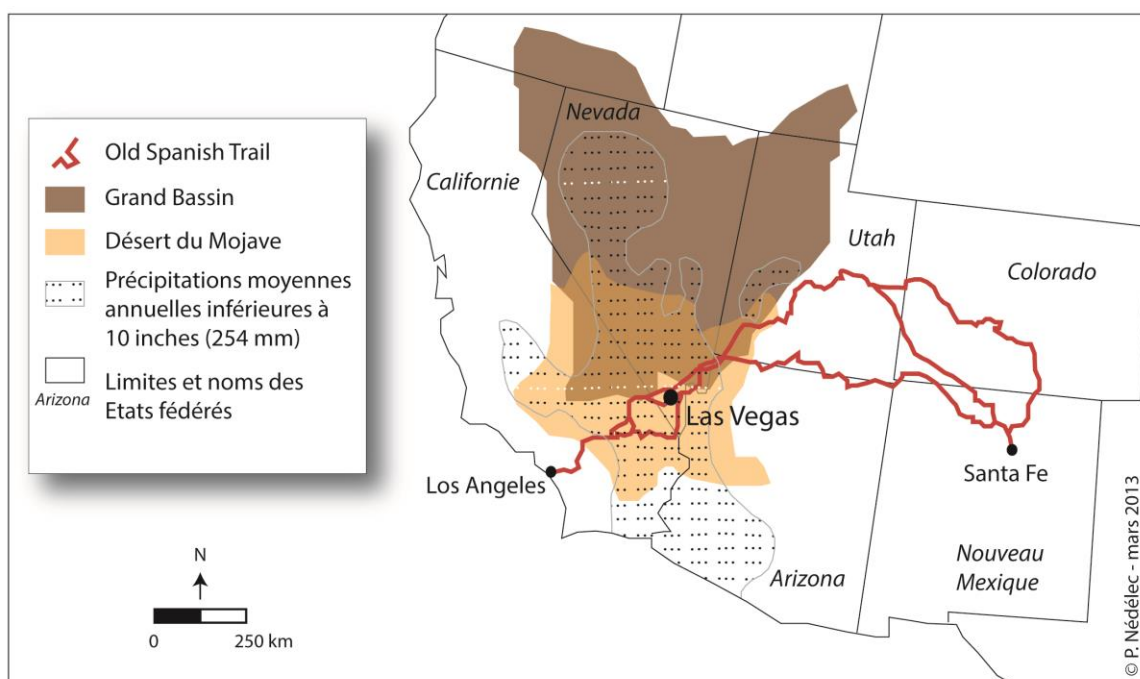 Old Spanish Trail
Grand Bassin
Désert du Mojave
Précipitations moyennes
annuelles inférieures à
10 inches (254 mm)
Arizona
Limites et noms des
Etats fédérés
N
0
250 km
Nevada
Californie
Utah
Colorado
Las Vegas
Los Angeles
Santa Fe
Arizona
Nouveau
Mexique
© P. Nédélec - mars 2013